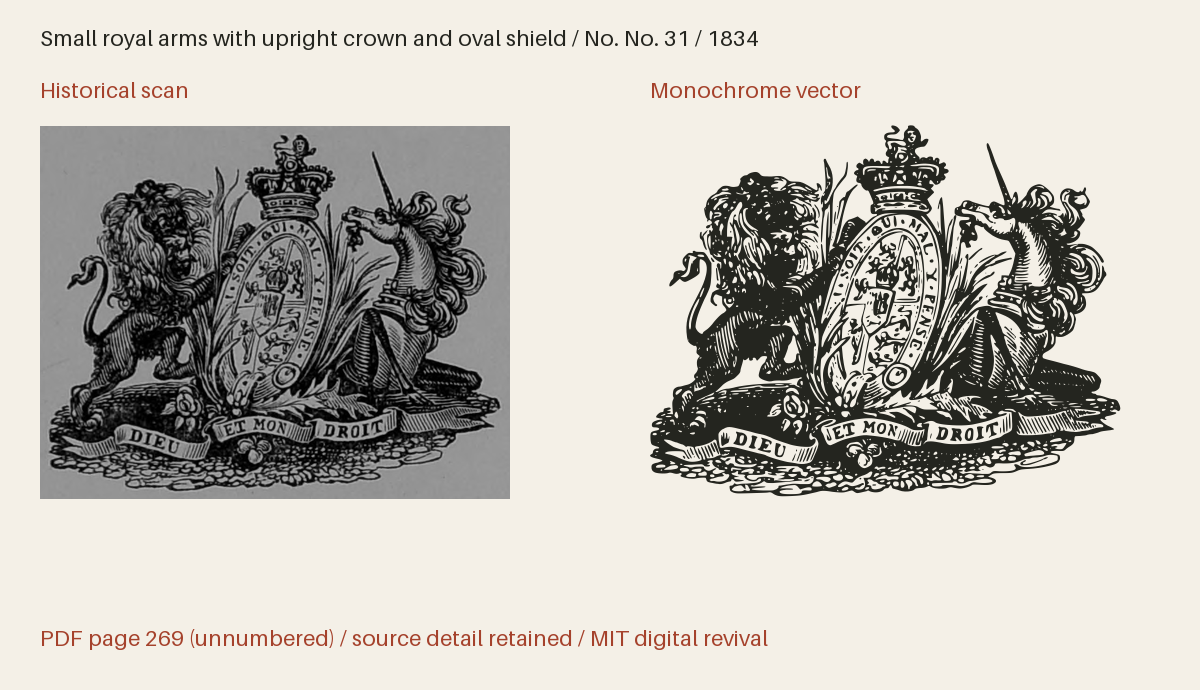 Small royal arms with upright crown and oval shield / No. No. 31 / 1834
Historical scan
Monochrome vector
SOIT · QUI · MAL · Y · PENSE ·
DIEU ET MON DROIT
SOIT · QUI · MAL · Y · PENSE ·
DIEU ET MON DROIT
PDF page 269 (unnumbered) / source detail retained / MIT digital revival